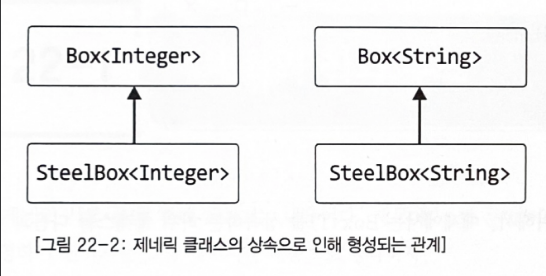 Box<Integer> Box<String>
SteelBox<Integer> SteelBox<String>
[그림 22-2: 제네릭 클래스의 상속으로 인해 형성되는 관계]